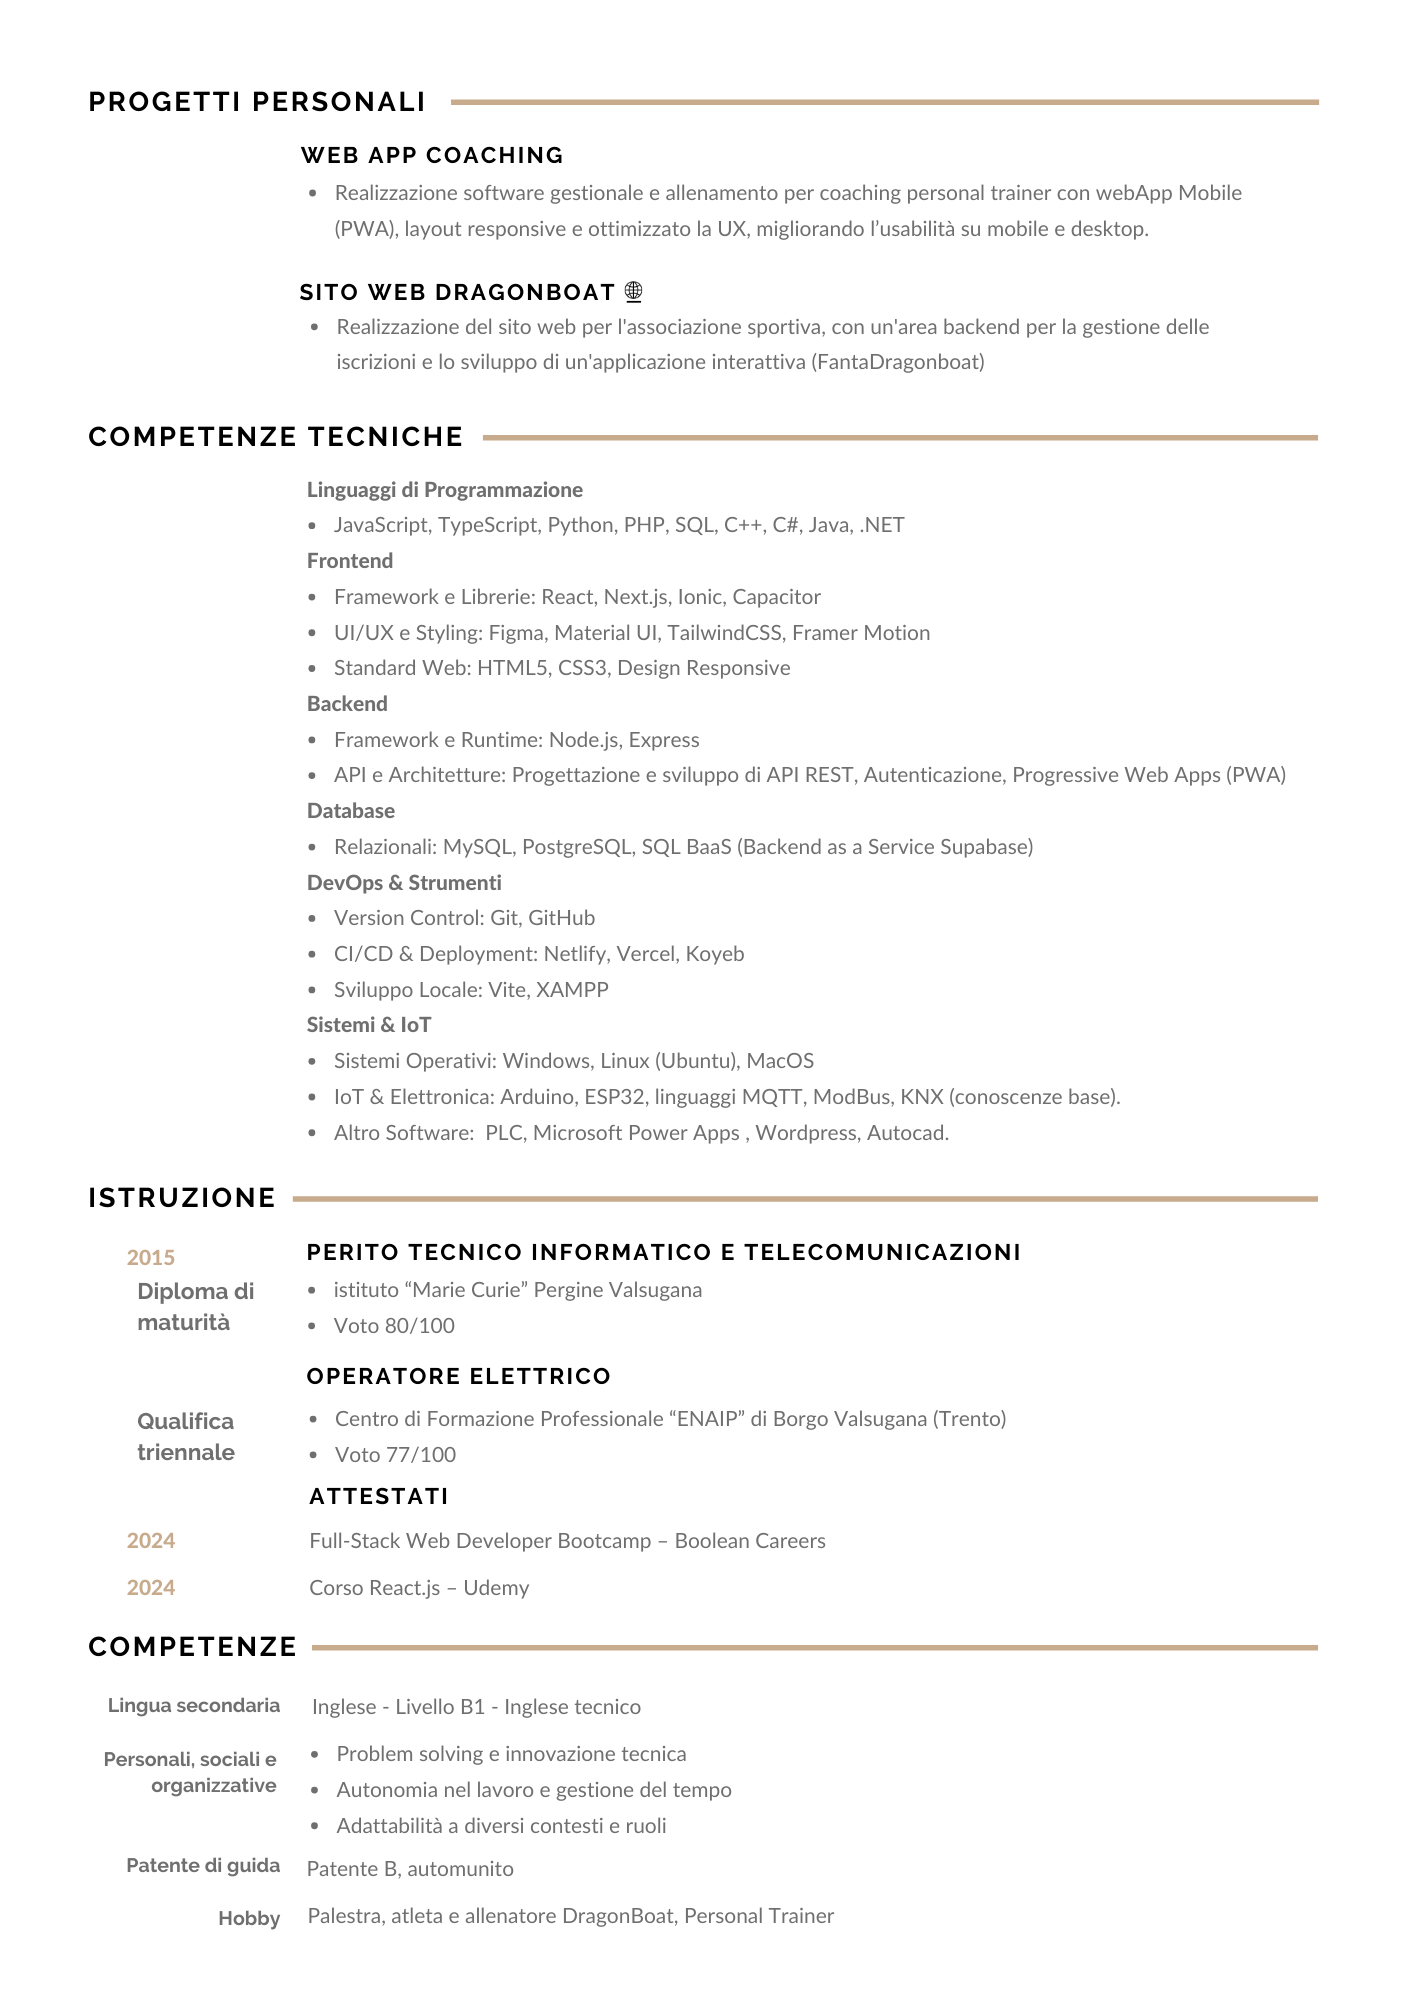 PROGETTI PERSONALI
WEB APP COACHING
• Realizzazione software gestionale e allenamento per coaching personal trainer con webApp Mobile
(PWA), layout responsive e ottimizzato la UX, migliorando l’usabilità su mobile e desktop.
SITO WEB DRAGONBOAT
• Realizzazione del sito web per l'associazione sportiva, con un'area backend per la gestione delle
iscrizioni e lo sviluppo di un'applicazione interattiva (FantaDragonboat)
COMPETENZE TECNICHE
Linguaggi di Programmazione
• JavaScript, TypeScript, Python, PHP, SQL, C++, C#, Java, .NET
Frontend
• Framework e Librerie: React, Next.js, Ionic, Capacitor
• UI/UX e Styling: Figma, Material UI, TailwindCSS, Framer Motion
• Standard Web: HTML5, CSS3, Design Responsive
Backend
• Framework e Runtime: Node.js, Express
• API e Architetture: Progettazione e sviluppo di API REST, Autenticazione, Progressive Web Apps (PWA)
Database
• Relazionali: MySQL, PostgreSQL, SQL BaaS (Backend as a Service Supabase)
DevOps & Strumenti
• Version Control: Git, GitHub
• CI/CD & Deployment: Netlify, Vercel, Koyeb
• Sviluppo Locale: Vite, XAMPP
Sistemi & IoT
• Sistemi Operativi: Windows, Linux (Ubuntu), MacOS
• IoT & Elettronica: Arduino, ESP32, linguaggi MQTT, ModBus, KNX (conoscenze base).
• Altro Software:  PLC, Microsoft Power Apps , Wordpress, Autocad.
ISTRUZIONE
2015
Diploma di
maturità
PERITO TECNICO INFORMATICO E TELECOMUNICAZIONI
• istituto “Marie Curie” Pergine Valsugana
• Voto 80/100
OPERATORE ELETTRICO
Qualifica
triennale
• Centro di Formazione Professionale “ENAIP” di Borgo Valsugana (Trento)
• Voto 77/100
ATTESTATI
2024 Full-Stack Web Developer Bootcamp – Boolean Careers
2024 Corso React.js – Udemy
COMPETENZE
Lingua secondaria Inglese - Livello B1 - Inglese tecnico
Personali, sociali e
organizzative
• Problem solving e innovazione tecnica
• Autonomia nel lavoro e gestione del tempo
• Adattabilità a diversi contesti e ruoli
Patente di guida Patente B, automunito
Hobby Palestra, atleta e allenatore DragonBoat, Personal Trainer